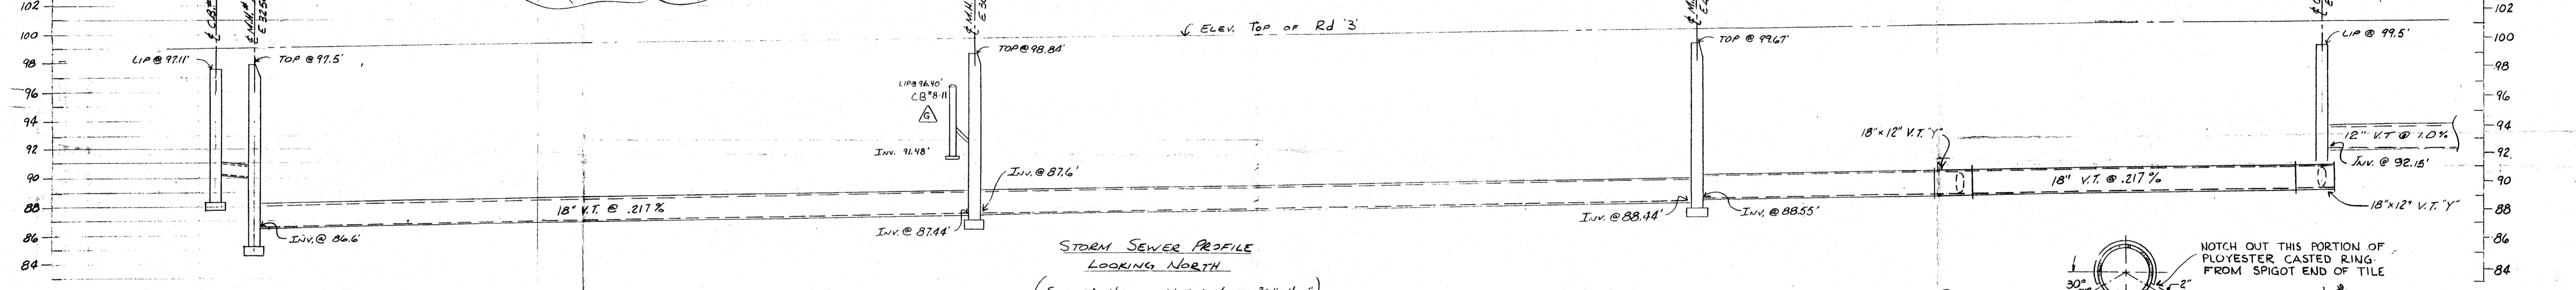 102
100
98
96
94
92
90
88
86
84
¢ C.B.#
¢ M.H.#
¢ M.H.
LIP @ 97.11'
TOP @ 97.5'
INV. @ 86.6'
18" V.T. @ .217%
LIP @ 96.40'
CB#8-11
G
INV. 91.48'
TOP @ 98.84'
INV. @ 87.6'
INV. @ 87.44'
ELEV. TOP OF Rd '3'
STORM SEWER PROFILE
LOOKING NORTH
TOP @ 99.67'
INV. @ 88.44'
INV. @ 88.55'
18"x12" V.T. "Y"
18" V.T. @ .217%
LIP @ 99.5'
12" V.T @ 1.0%
INV. @ 92.15'
18"x12" V.T. "Y"
NOTCH OUT THIS PORTION OF
PLOYESTER CASTED RING
FROM SPIGOT END OF TILE
30°
2"
102
100
98
96
94
92
90
88
86
84